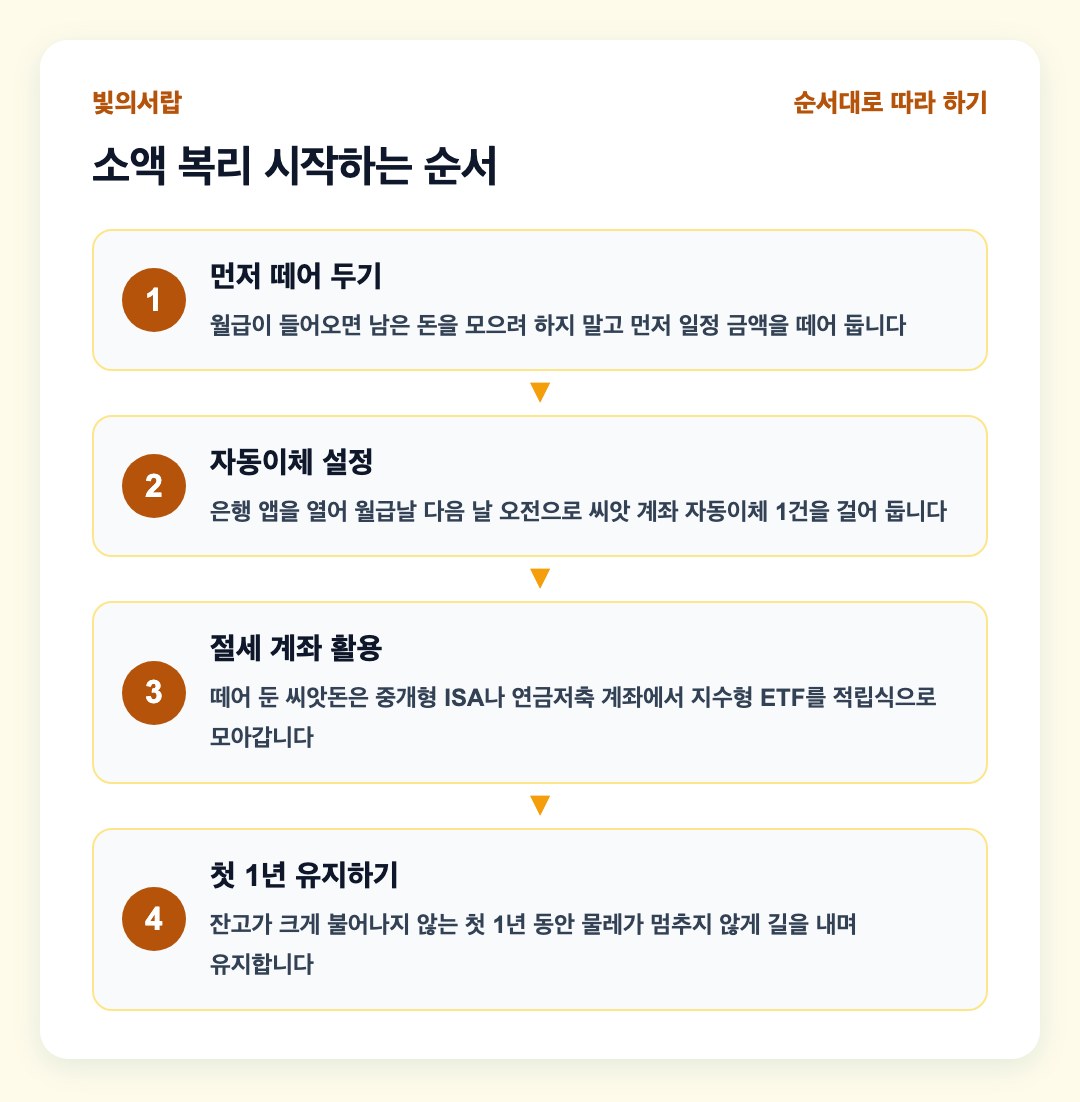 빛의서랍
순서대로 따라 하기
소액 복리 시작하는 순서
1
먼저 떼어 두기
월급이 들어오면 남은 돈을 모으려 하지 말고 먼저 일정 금액을 떼어 둡니다
▼
2
자동이체 설정
은행 앱을 열어 월급날 다음 날 오전으로 씨앗 계좌 자동이체 1건을 걸어 둡니다
▼
3
절세 계좌 활용
떼어 둔 씨앗돈은 중개형 ISA나 연금저축 계좌에서 지수형 ETF를 적립식으로
모아갑니다
▼
4
첫 1년 유지하기
잔고가 크게 불어나지 않는 첫 1년 동안 물레가 멈추지 않게 길을 내며
유지합니다